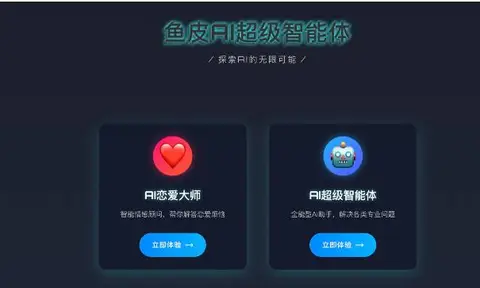 鱼皮AI超级智能体
/ 探索AI的无限可能 /
AI恋爱大师
智能情感顾问，帮你解答恋爱烦恼
立即体验 →
AI超级智能体
全能型AI助手，解决各类专业问题
立即体验 →